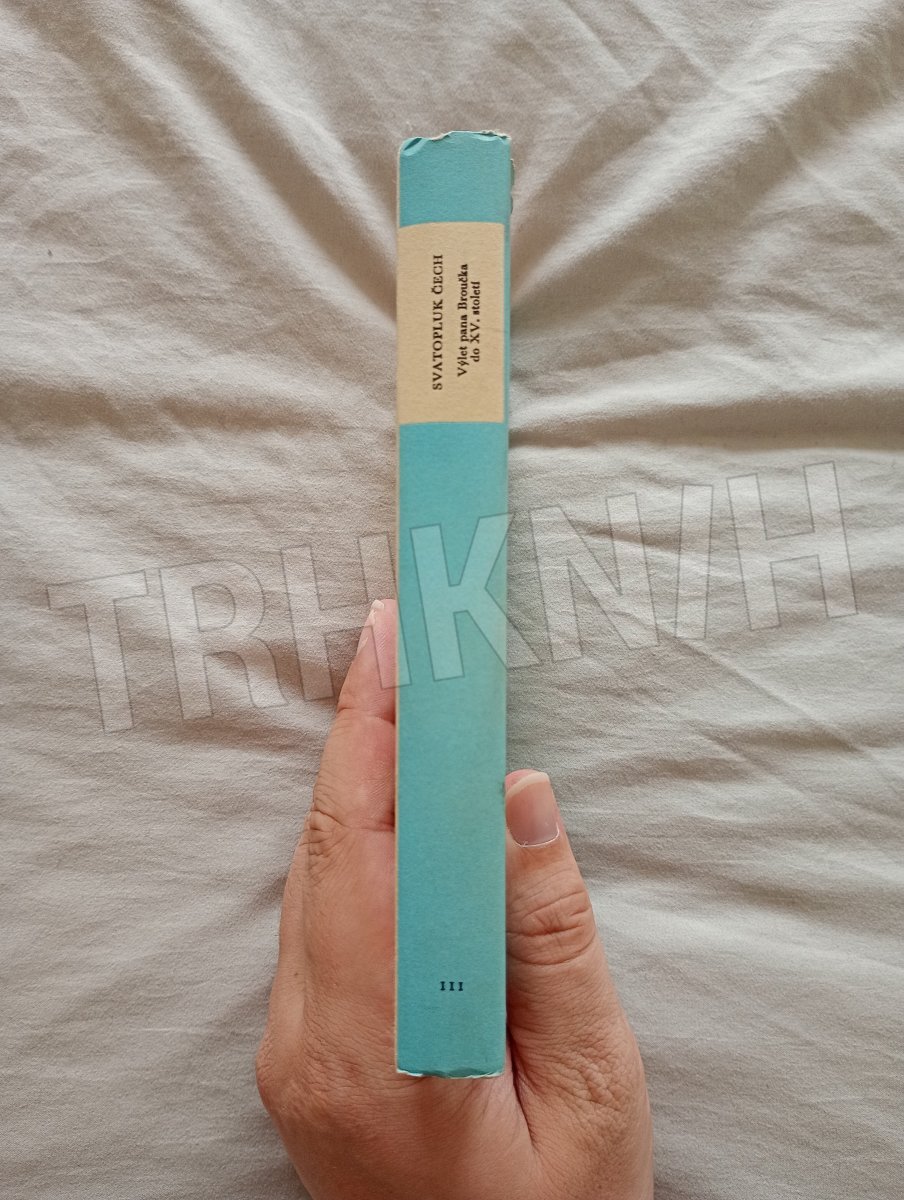 SVATOPLUK ČECH
Výlet pana Broučka
do XV. století
TRHKNIH
III